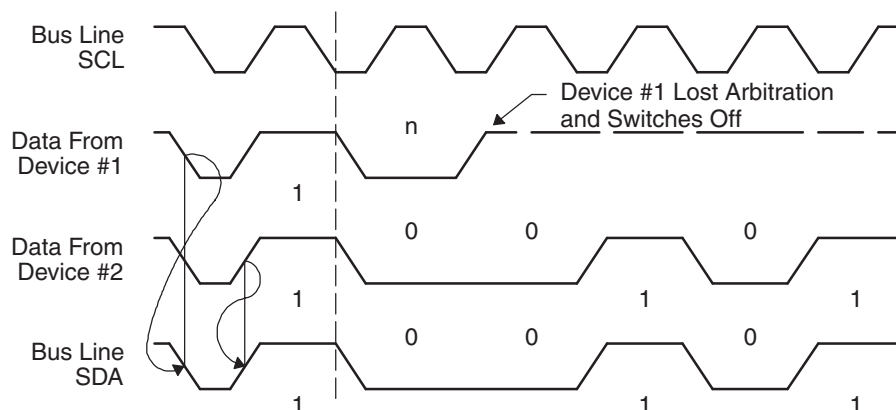 Bus Line
SCL
Device #1 Lost Arbitration
and Switches Off
n
Data From
Device #1
1
0 0 0
Data From
Device #2
1 1 1
0 0 0
Bus Line
SDA
1 1 1